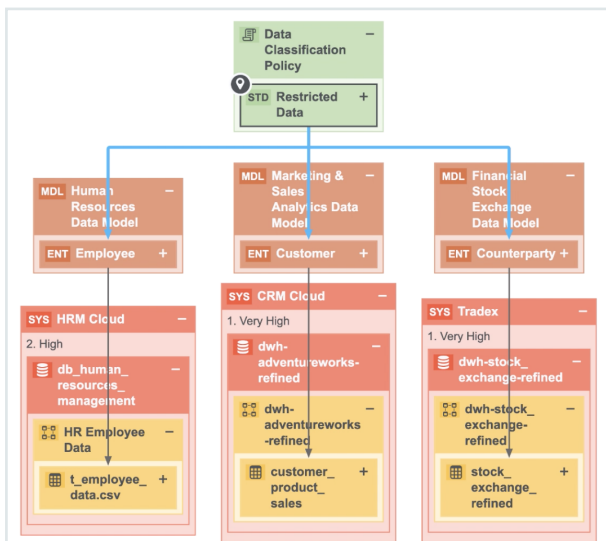 Data
Classification
Policy
STD Restricted
Data
MDL Human
Resources
Data Model
ENT Employee
MDL Marketing &
Sales
Analytics Data
Model
ENT Customer
MDL Financial
Stock
Exchange
Data Model
ENT Counterparty
SYS HRM Cloud
2. High
db_human_
resources_
management
HR Employee
Data
t_employee_
data.csv
SYS CRM Cloud
1. Very High
dwh-
adventureworks-
refined
dwh-
adventureworks
-refined
customer_
product_
sales
SYS Tradex
1. Very High
dwh-stock_
exchange-refined
dwh-stock_
exchange-
refined
stock_
exchange_
refined